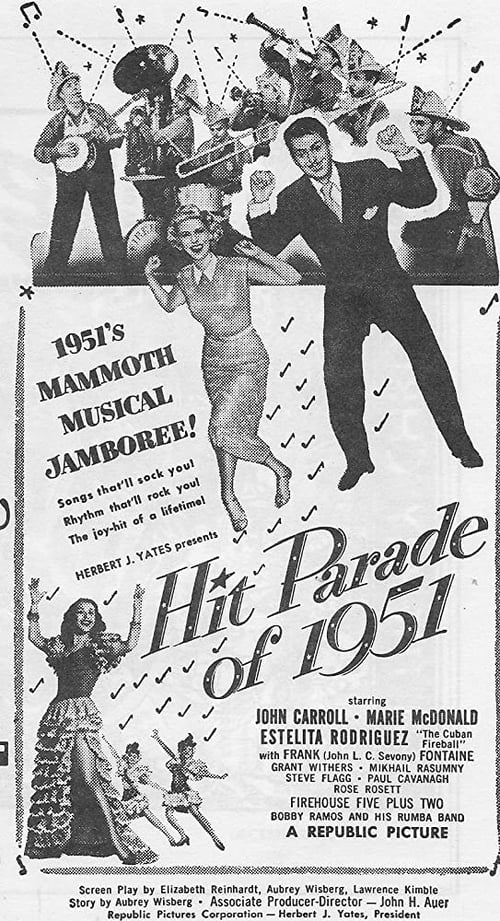 1951's
MAMMOTH
MUSICAL
JAMBOREE!
Songs that'll sock you!
Rhythm that'll rock you!
The joy-hit of a lifetime!
HERBERT J. YATES presents
Hit Parade
of 1951
starring
JOHN CARROLL • MARIE McDONALD
ESTELITA RODRIGUEZ "The Cuban
Fireball"
with FRANK (John L. C. Sevony) FONTAINE
GRANT WITHERS • MIKHAIL RASUMNY
STEVE FLAGG • PAUL CAVANAGH
ROSE ROSETT
FIREHOUSE FIVE PLUS TWO
BOBBY RAMOS AND HIS RUMBA BAND
A REPUBLIC PICTURE
Screen Play by Elizabeth Reinhardt, Aubrey Wisberg, Lawrence Kimble
Story by Aubrey Wisberg • Associate Producer-Director — John H. Auer
Republic Pictures Corporation — Herbert J. Yates, President